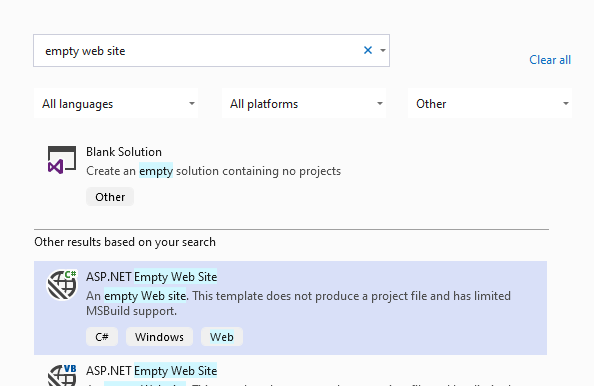 empty web site
Clear all
All languages
All platforms
Other
Blank Solution
Create an empty solution containing no projects
Other
Other results based on your search
C#
ASP.NET Empty Web Site
An empty Web site. This template does not produce a project file and has limited
MSBuild support.
C# Windows Web
VB
ASP.NET Empty Web Site